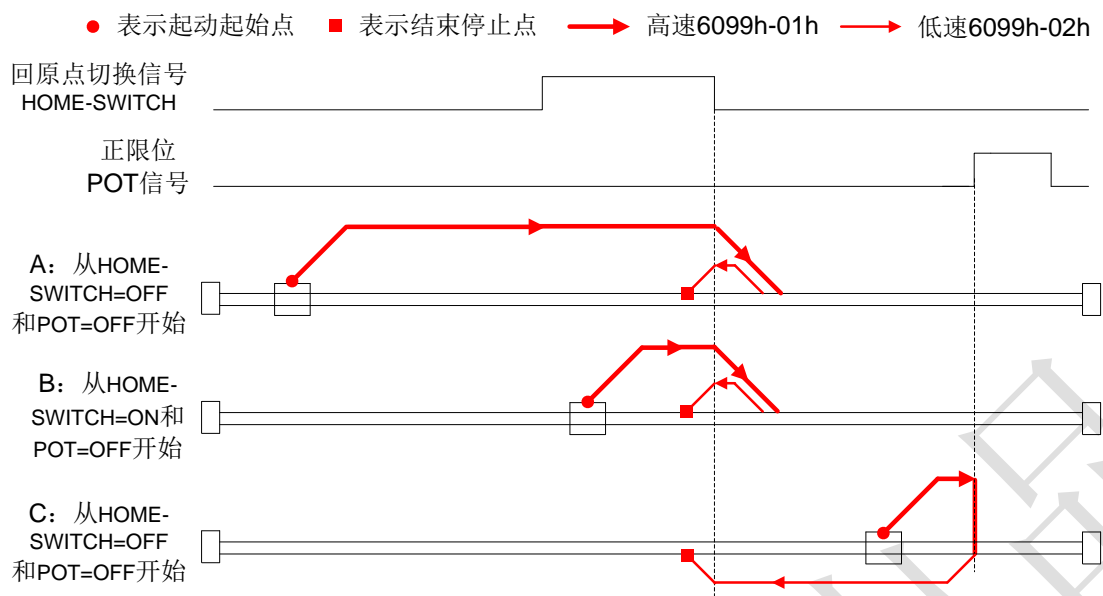 表示起动起始点 表示结束停止点 高速6099h-01h 低速6099h-02h
回原点切换信号
HOME-SWITCH
正限位
POT信号
A：从HOME-
SWITCH=OFF
和POT=OFF开始
B：从HOME-
SWITCH=ON和
POT=OFF开始
C：从HOME-
SWITCH=OFF
和POT=OFF开始